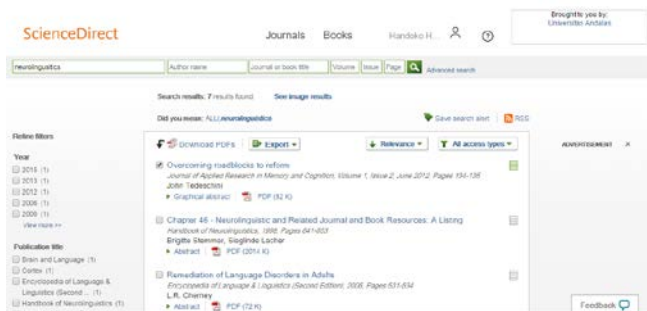 Brought to you by:
Universitas Andalas
ScienceDirect
Journals Books Handoko H...
neurolinguistics Author name Journal or book title Volume Issue Page Advanced search
Search results: 7 results found See image results
Did you mean: ALL(neurolinguistics Save search alert RSS
Refine filters
Download PDFs Export Relevance All access types
ADVERTISEMENT X
Year
2015 (1)
2013 (1)
2012 (1)
2008 (1)
2006 (1)
View more >>
Publication title
Brain and Language (1)
Cortex (1)
Encyclopedia of Language &
Linguistics (Second ... (1)
Handbook of Neurolinguistics (1)
Overcoming roadblocks to reform
Journal of Applied Research in Memory and Cognition, Volume 1, Issue 2, June 2012, Pages 134-135
John Tedeschini
Graphical abstract PDF (92 K)
Chapter 46 - Neurolinguistic and Related Journal and Book Resources: A Listing
Handbook of Neurolinguistics, 1998, Pages 641-653
Brigitte Stemmer, Sieglinde Lacher
Abstract PDF (2014 K)
Remediation of Language Disorders in Adults
Encyclopedia of Language & Linguistics (Second Edition), 2006, Pages 531-534
L.R. Cherney
Abstract PDF (72 K)
Feedback